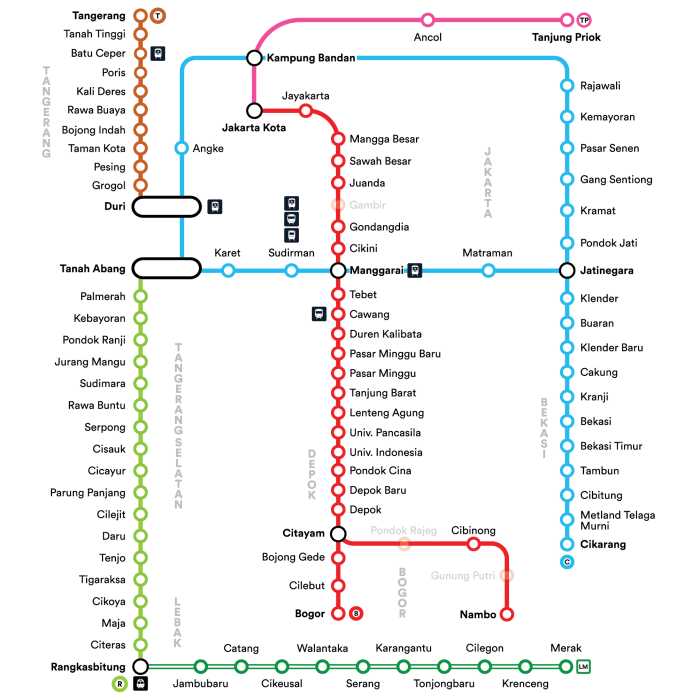 Tangerang
T
Tanah Tinggi
Batu Ceper
Poris
Kali Deres
Rawa Buaya
Bojong Indah
Taman Kota
Pesing
Grogol
Duri
TANGERANG
Ancol
Tanjung Priok
TP
Kampung Bandan
Jayakarta
Jakarta Kota
Angke
Mangga Besar
Sawah Besar
Juanda
Gambir
Gondangdia
Cikini
JAKARTA
Rajawali
Kemayoran
Pasar Senen
Gang Sentiong
Kramat
Pondok Jati
Tanah Abang
Karet
Sudirman
Manggarai
Matraman
Jatinegara
Palmerah
Kebayoran
Pondok Ranji
Jurang Mangu
Sudimara
Rawa Buntu
Serpong
Cisauk
Cicayur
Parung Panjang
Cilejit
Daru
Tenjo
Tigaraksa
Cikoya
Maja
Citeras
Rangkasbitung
R
TANGERANG SELATAN
LEBAK
Tebet
Cawang
Duren Kalibata
Pasar Minggu Baru
Pasar Minggu
Tanjung Barat
Lenteng Agung
Univ. Pancasila
Univ. Indonesia
Pondok Cina
Depok Baru
Depok
DEPOK
Citayam
Bojong Gede
Cilebut
Bogor
B
Pondok Rajeg
Cibinong
Gunung Putri
Nambo
BOGOR
Klender
Buaran
Klender Baru
Cakung
Kranji
Bekasi
Bekasi Timur
Tambun
Cibitung
Metland Telaga
Murni
Cikarang
C
BEKASI
Jambubaru
Catang
Cikeusal
Walantaka
Serang
Karangantu
Tonjongbaru
Cilegon
Krenceng
Merak
LM